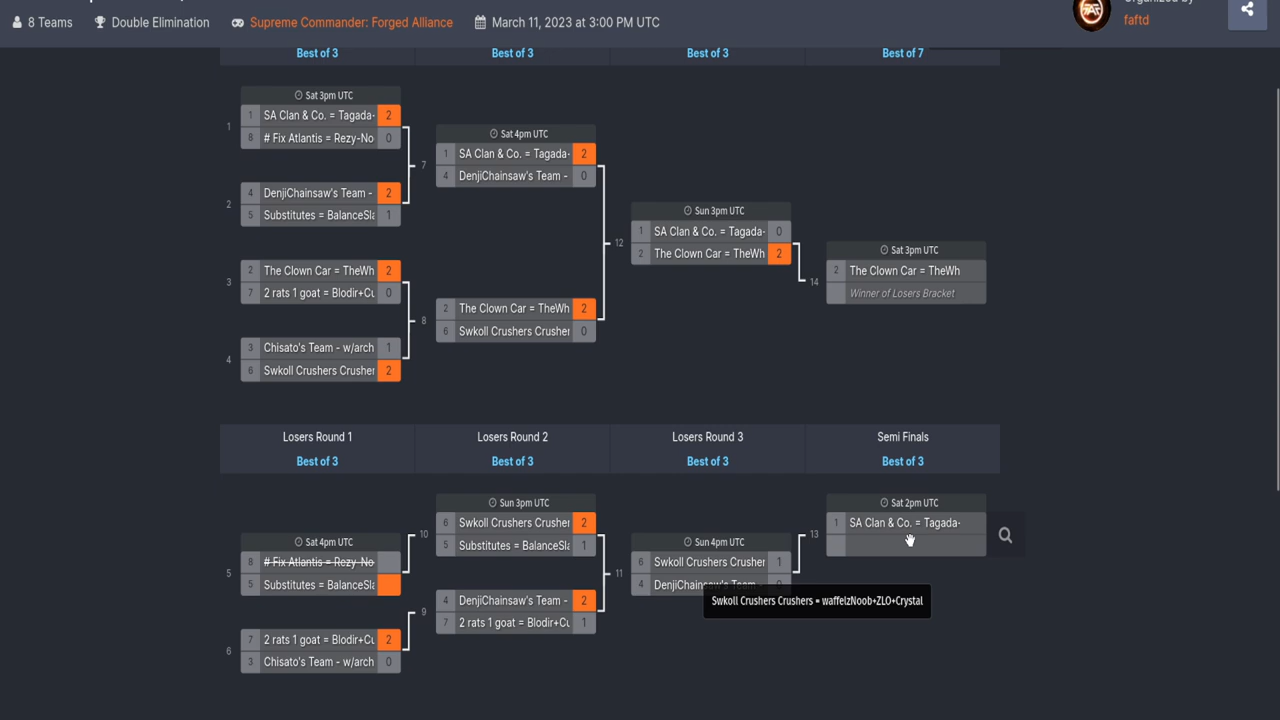 8 Teams Double Elimination Supreme Commander: Forged Alliance March 11, 2023 at 3:00 PM UTC
faftd
Best of 3 Best of 3 Best of 3 Best of 7
Sat 3pm UTC
1 SA Clan & Co. = Tagada- 2
1
8 # Fix Atlantis = Rezy-No 0
4 DenjiChainsaw's Team - 2
2
5 Substitutes = BalanceSla 1
2 The Clown Car = TheWh 2
3
7 2 rats 1 goat = Blodir+Cu 0
3 Chisato's Team - w/arch 1
4
6 Swkoll Crushers Crusher 2
Sat 4pm UTC
1 SA Clan & Co. = Tagada- 2
7
4 DenjiChainsaw's Team - 0
2 The Clown Car = TheWh 2
8
6 Swkoll Crushers Crusher 0
Sun 3pm UTC
1 SA Clan & Co. = Tagada- 0
12
2 The Clown Car = TheWh 2
Sat 3pm UTC
2 The Clown Car = TheWh
14
Winner of Losers Bracket
Losers Round 1 Losers Round 2 Losers Round 3 Semi Finals
Best of 3 Best of 3 Best of 3 Best of 3
Sat 4pm UTC
8 # Fix Atlantis = Rezy-No
5
5 Substitutes = BalanceSla
7 2 rats 1 goat = Blodir+Cu 2
6
3 Chisato's Team - w/arch 0
Sun 3pm UTC
6 Swkoll Crushers Crusher 2
10
5 Substitutes = BalanceSla 1
4 DenjiChainsaw's Team - 2
9
7 2 rats 1 goat = Blodir+Cu 1
Sun 4pm UTC
6 Swkoll Crushers Crusher 1
11
4 DenjiChainsaw's Team -
Swkoll Crushers Crushers = waffelzNoob+ZLO+Crystal
Sat 2pm UTC
1 SA Clan & Co. = Tagada-
13